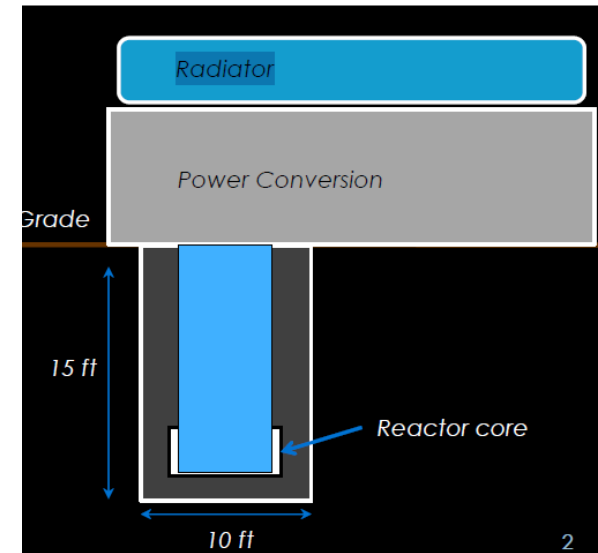 Radiator
Power Conversion
Grade
15 ft
Reactor core
10 ft
2